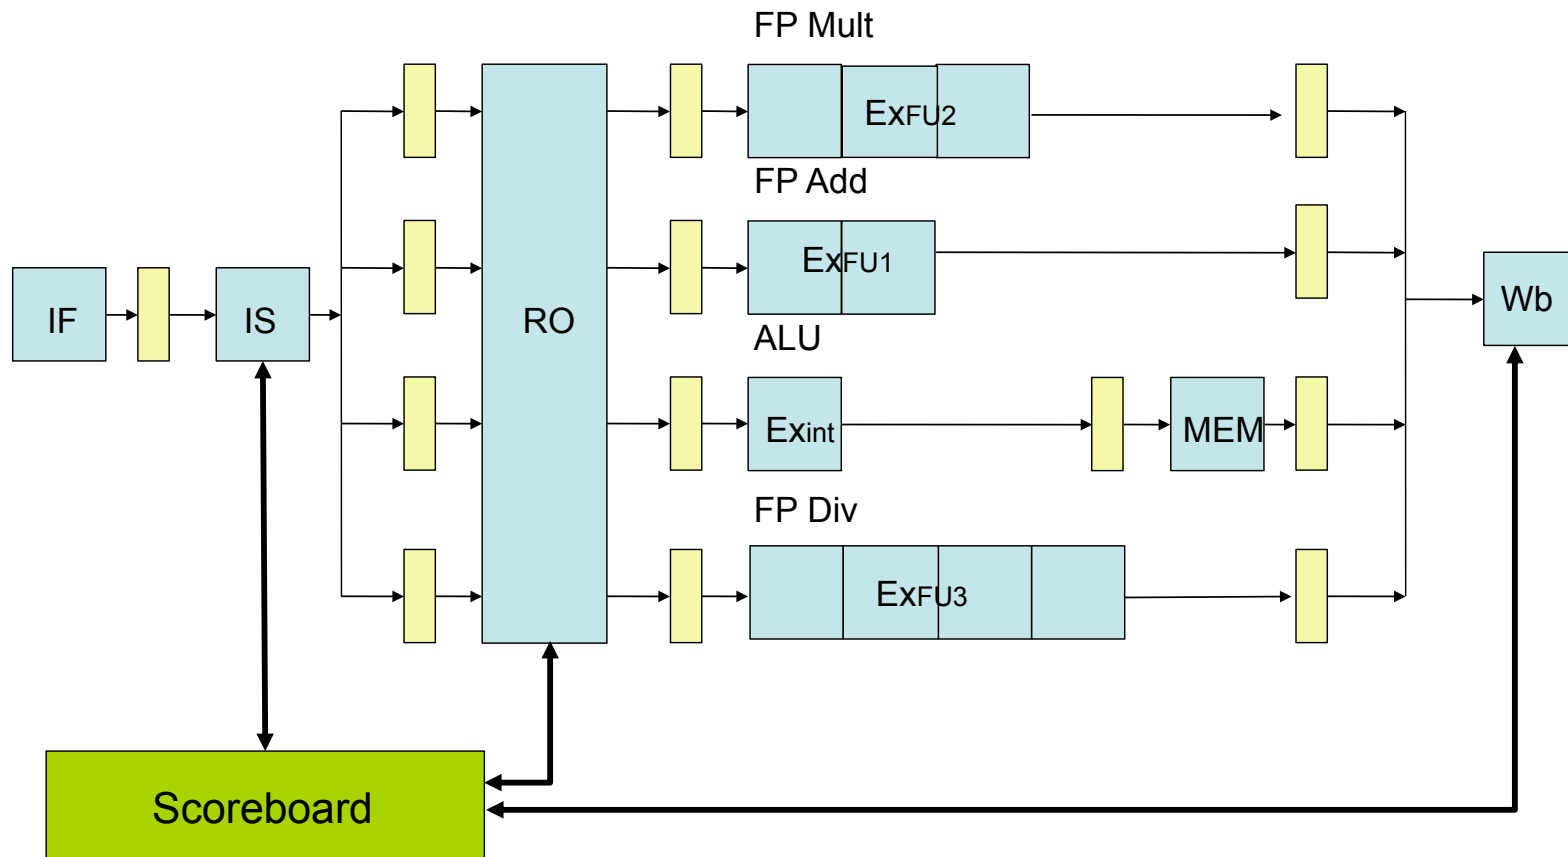 FP Mult
ExFU2
FP Add
ExFU1
IF
IS
RO
Wb
ALU
Exint
MEM
FP Div
ExFU3
Scoreboard